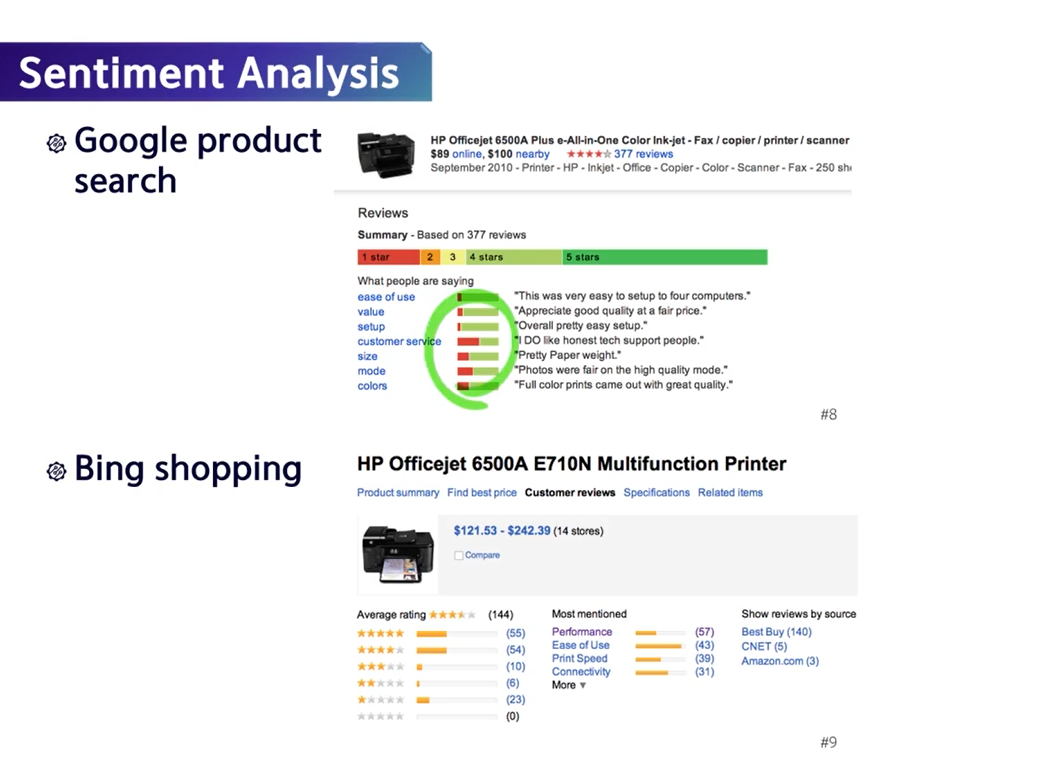 Sentiment Analysis
Google product
search
HP Officejet 6500A Plus e-All-in-One Color Ink-jet - Fax / copier / printer / scanner
$89 online, $100 nearby 377 reviews
September 2010 - Printer - HP - Inkjet - Office - Copier - Color - Scanner - Fax - 250
Reviews
Summary - Based on 377 reviews
1 star 2 3 4 stars 5 stars
What people are saying
ease of use "This was very easy to setup to four computers."
value "Appreciate good quality at a fair price."
setup "Overall pretty easy setup."
customer service "I DO like honest tech support people."
size "Pretty Paper weight."
mode "Photos were fair on the high quality mode."
colors "Full color prints came out with great quality."
#8
Bing shopping
HP Officejet 6500A E710N Multifunction Printer
Product summary Find best price Customer reviews Specifications Related items
$121.53 - $242.39 (14 stores)
Compare
Average rating (144) Most mentioned Show reviews by source
(55) Performance (57) Best Buy (140)
(54) Ease of Use (43) CNET (5)
(10) Print Speed (39) Amazon.com (3)
(6) Connectivity (31)
(23) More ▼
(0)
#9